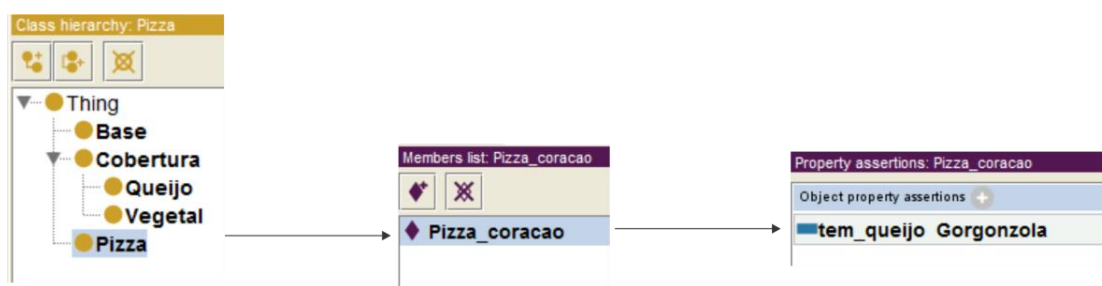 Class hierarchy: Pizza
Thing
Base
Cobertura
Queijo
Vegetal
Pizza
Members list: Pizza_coracao
Pizza_coracao
Property assertions: Pizza_coracao
Object property assertions
tem_queijo Gorgonzola